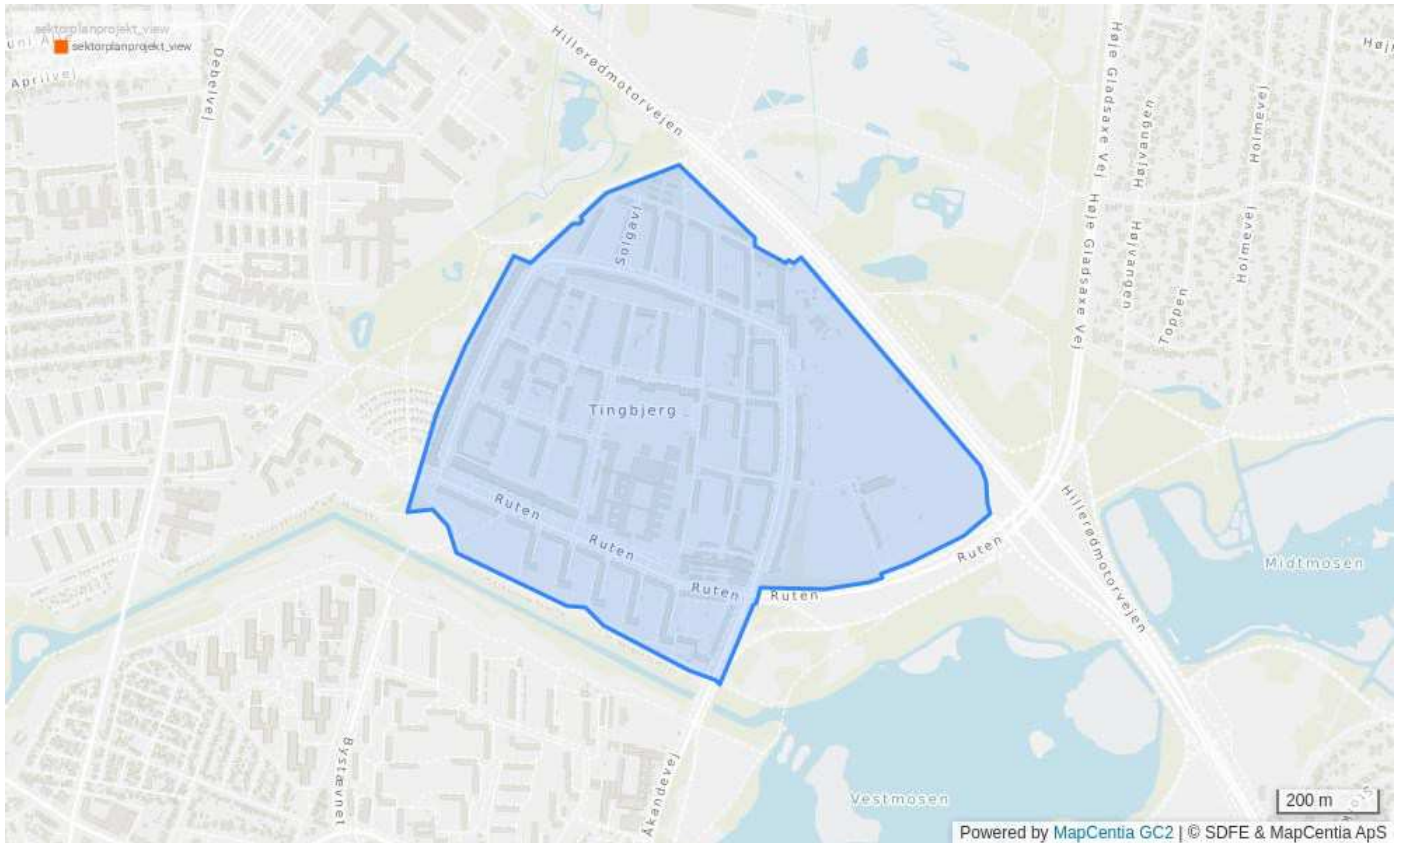 sektorplanprojekt_view
sektorplanprojekt_view
Aprilvej
Debelvej
Hillerødmotorvejen
Høje Gladsaxe Vej
Høje Gladsaxe Vej
Højvangen
Højvangen
Holmevej
Holmevej
Toppen
Solgavl
Tingbjerg
Ruten
Ruten
Ruten
Ruten
Ruten
Hillerødmotorvejen
Midtmosen
Vestmosen
Bystævnet
Åkandevej
200 m
Powered by MapCentia GC2 | © SDFE & MapCentia ApS